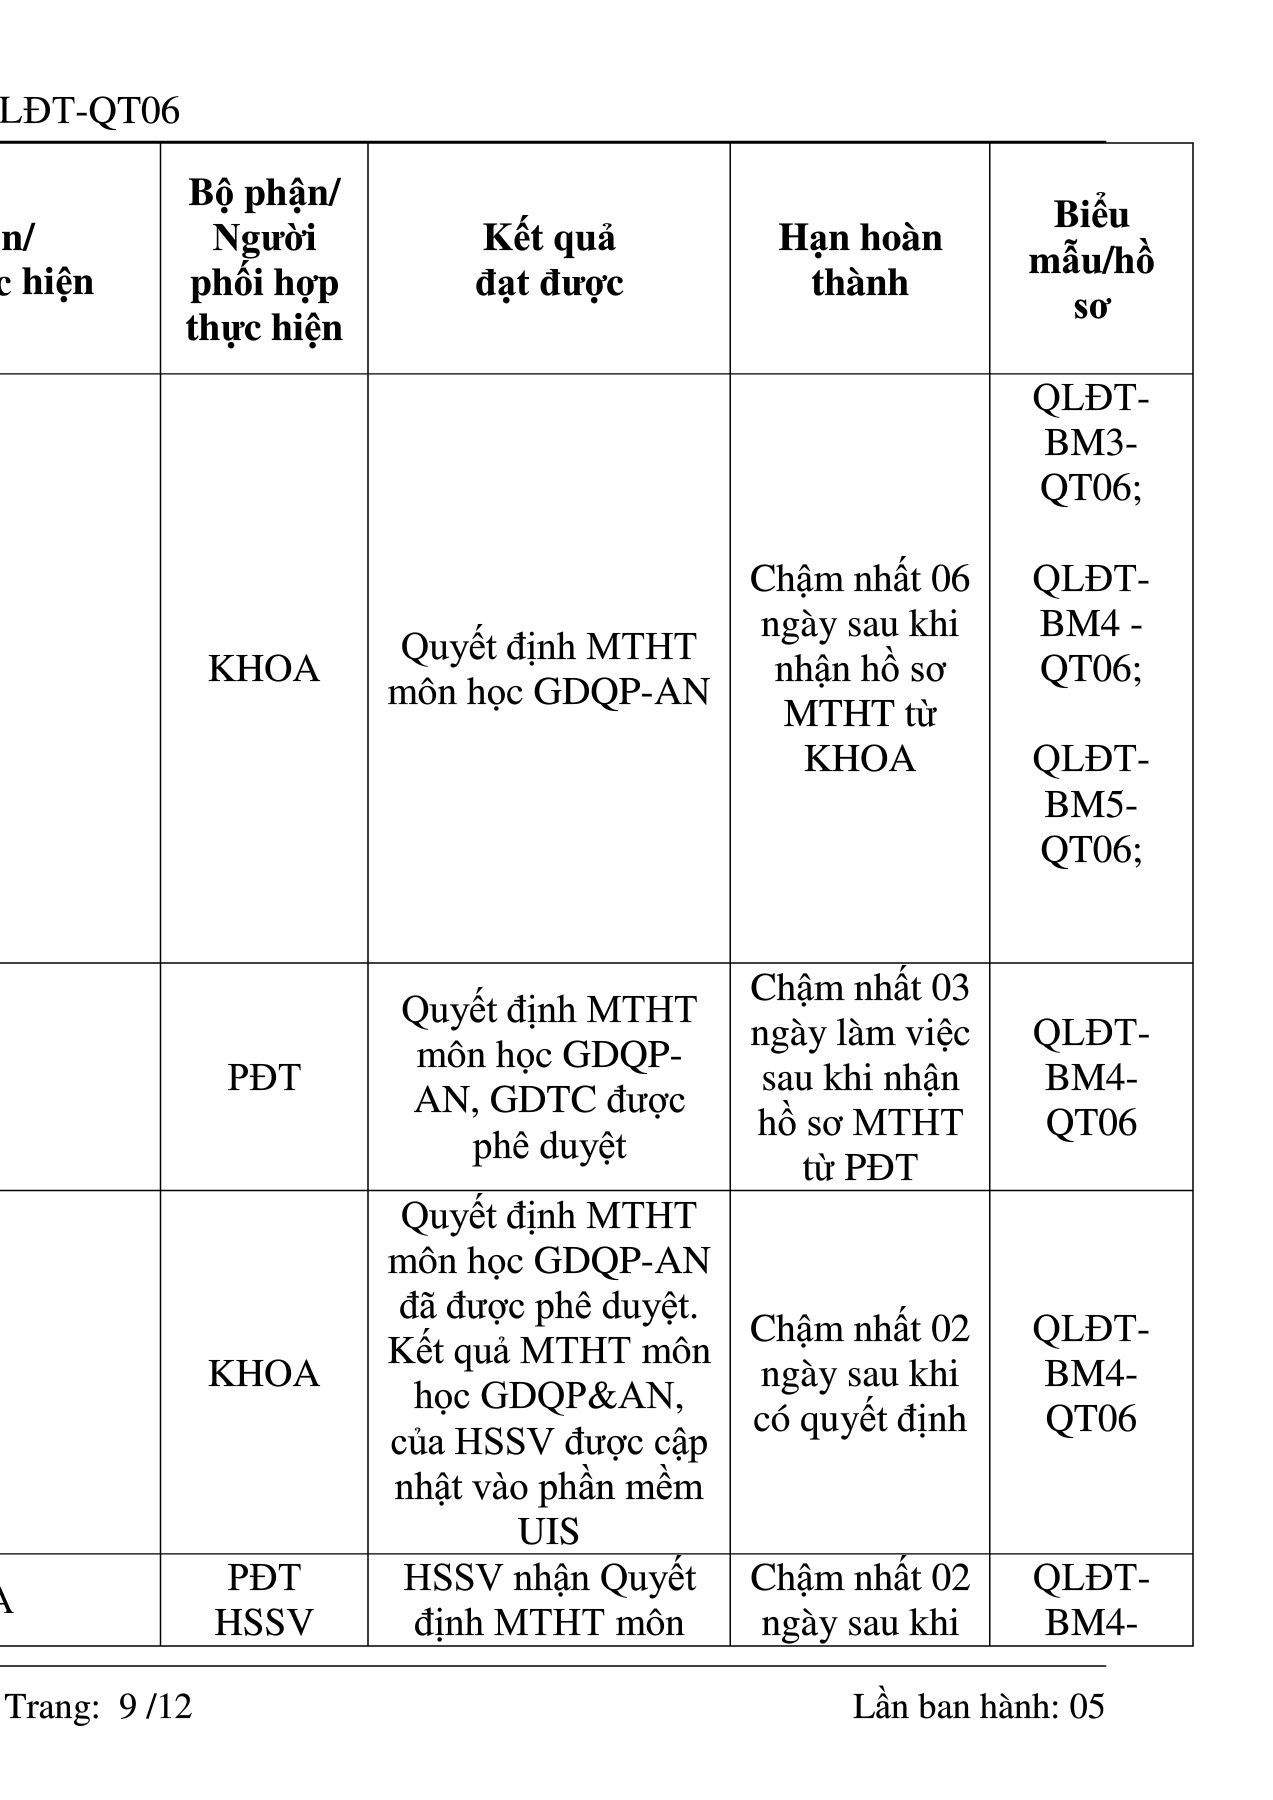 LĐT-QT06
n/
c hiện
Bộ phận/
Người
phối hợp
thực hiện
Kết quả
đạt được
Hạn hoàn
thành
Biểu
mẫu/hồ
sơ
KHOA
Quyết định MTHT
môn học GDQP-AN
Chậm nhất 06
ngày sau khi
nhận hồ sơ
MTHT từ
KHOA
QLĐT-
BM3-
QT06;
QLĐT-
BM4 -
QT06;
QLĐT-
BM5-
QT06;
PĐT
Quyết định MTHT
môn học GDQP-
AN, GDTC được
phê duyệt
Chậm nhất 03
ngày làm việc
sau khi nhận
hồ sơ MTHT
từ PĐT
QLĐT-
BM4-
QT06
KHOA
Quyết định MTHT
môn học GDQP-AN
đã được phê duyệt.
Kết quả MTHT môn
học GDQP&AN,
của HSSV được cập
nhật vào phần mềm
UIS
Chậm nhất 02
ngày sau khi
có quyết định
QLĐT-
BM4-
QT06
A
PĐT
HSSV
HSSV nhận Quyết
định MTHT môn
Chậm nhất 02
ngày sau khi
QLĐT-
BM4-
Trang:  9 /12
Lần ban hành: 05